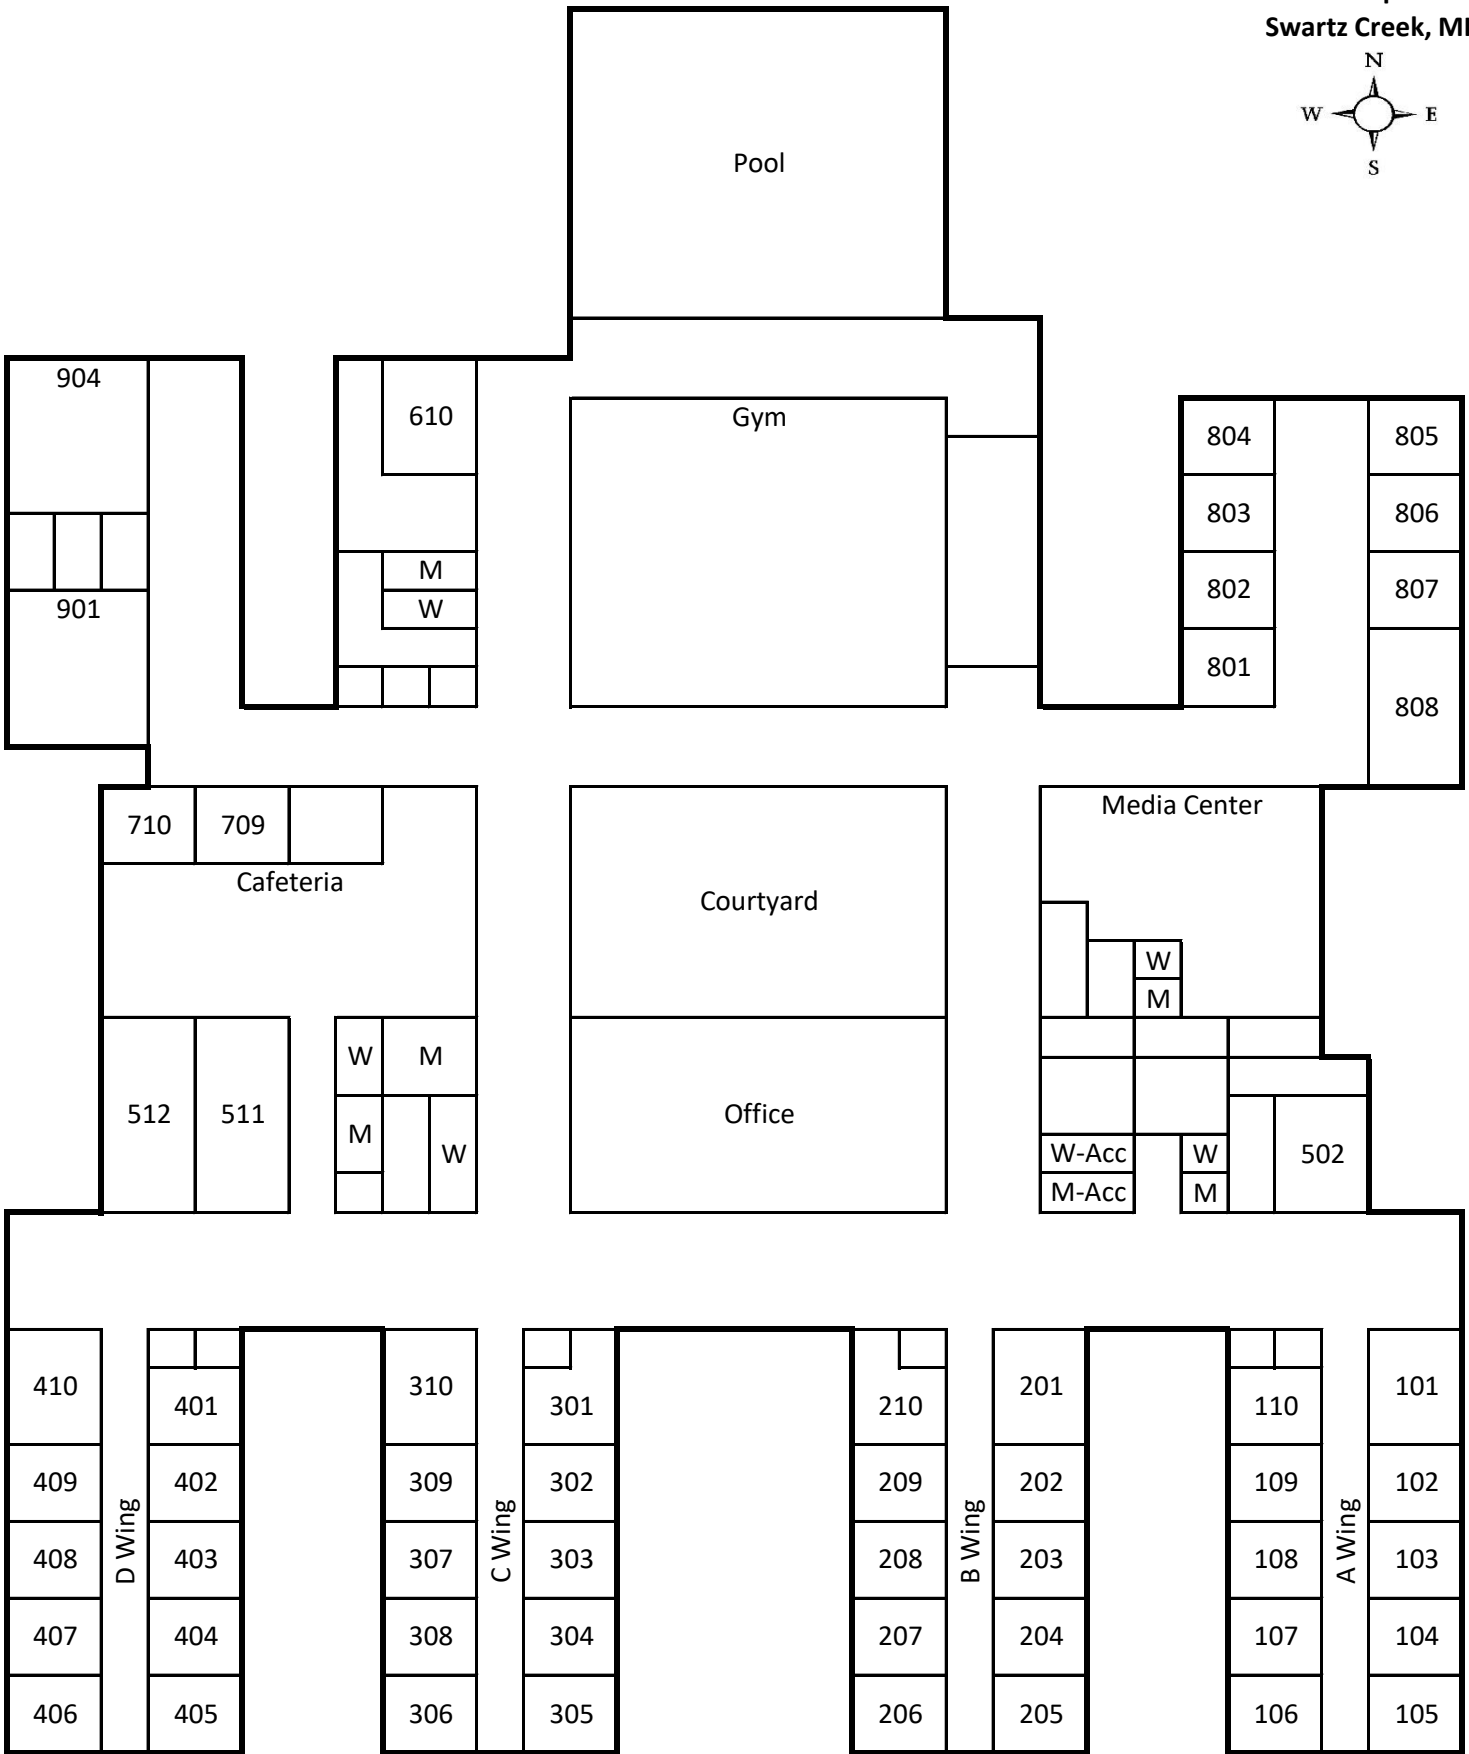 Swartz Creek, MI
N
W E
S
Pool
904
610
Gym
804 805
803 806
M
802 807
W
901
801
808
Media Center
710 709
Cafeteria
Courtyard
W
M
W M
512 511
Office
M
W
W-Acc W 502
M-Acc M
410 310 201 101
401 301 210 110
409 402 309 302 209 202 109 102
D Wing C Wing B Wing A Wing
408 403 307 303 208 203 108 103
407 404 308 304 207 204 107 104
406 405 306 305 206 205 106 105